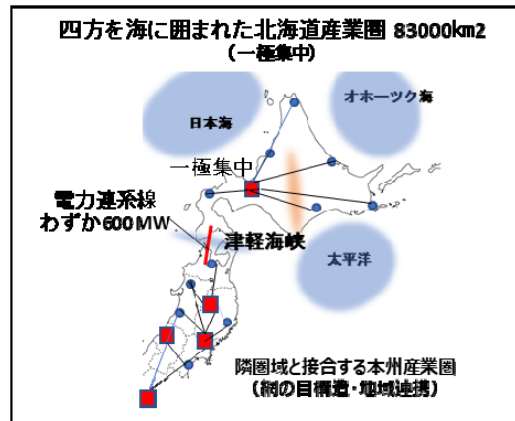 四方を海に囲まれた北海道産業圏 83000km2
（一極集中）
オホーツク海
日本海
一極集中
電力連系線
わずか600MW
津軽海峡
太平洋
隣圏域と接合する本州産業圏
（網の目構造・地域連携）